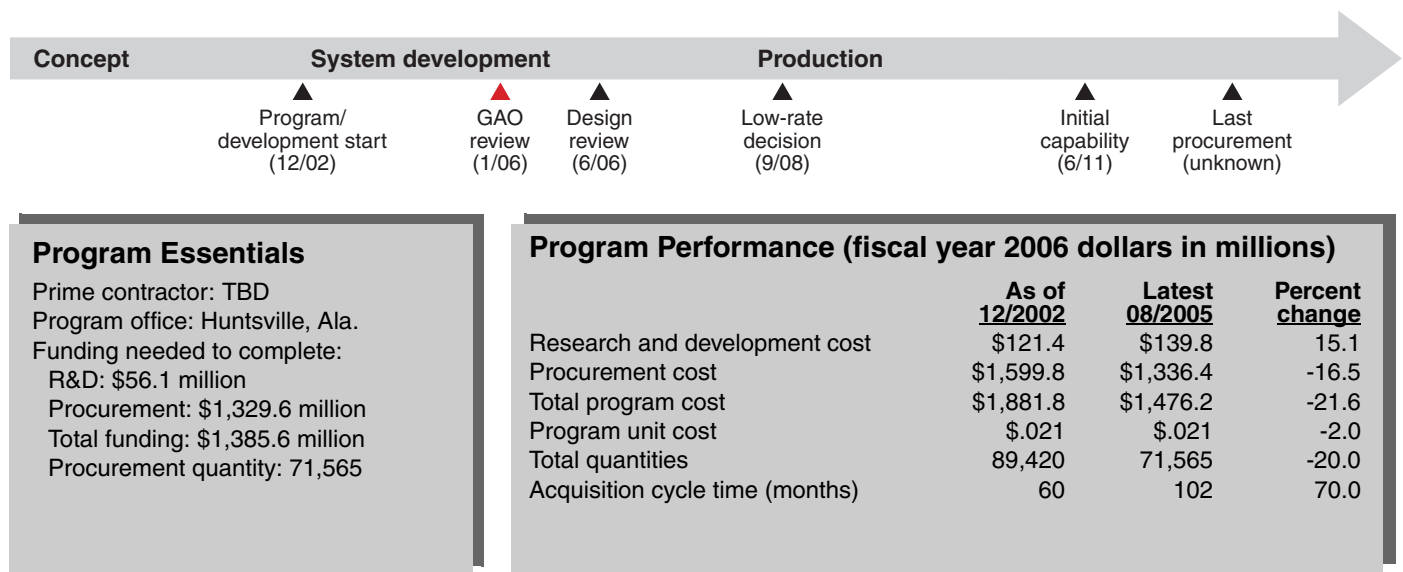 Concept System development Production
Program/
development start
(12/02)
GAO
review
(1/06)
Design
review
(6/06)
Low-rate
decision
(9/08)
Initial
capability
(6/11)
Last
procurement
(unknown)
Program Essentials
Prime contractor: TBD
Program office: Huntsville, Ala.
Funding needed to complete:
R&D: $56.1 million
Procurement: $1,329.6 million
Total funding: $1,385.6 million
Procurement quantity: 71,565
Program Performance (fiscal year 2006 dollars in millions)
As of Latest Percent
12/2002 08/2005 change
Research and development cost $121.4 $139.8 15.1
Procurement cost $1,599.8 $1,336.4 -16.5
Total program cost $1,881.8 $1,476.2 -21.6
Program unit cost $.021 $.021 -2.0
Total quantities 89,420 71,565 -20.0
Acquisition cycle time (months) 60 102 70.0